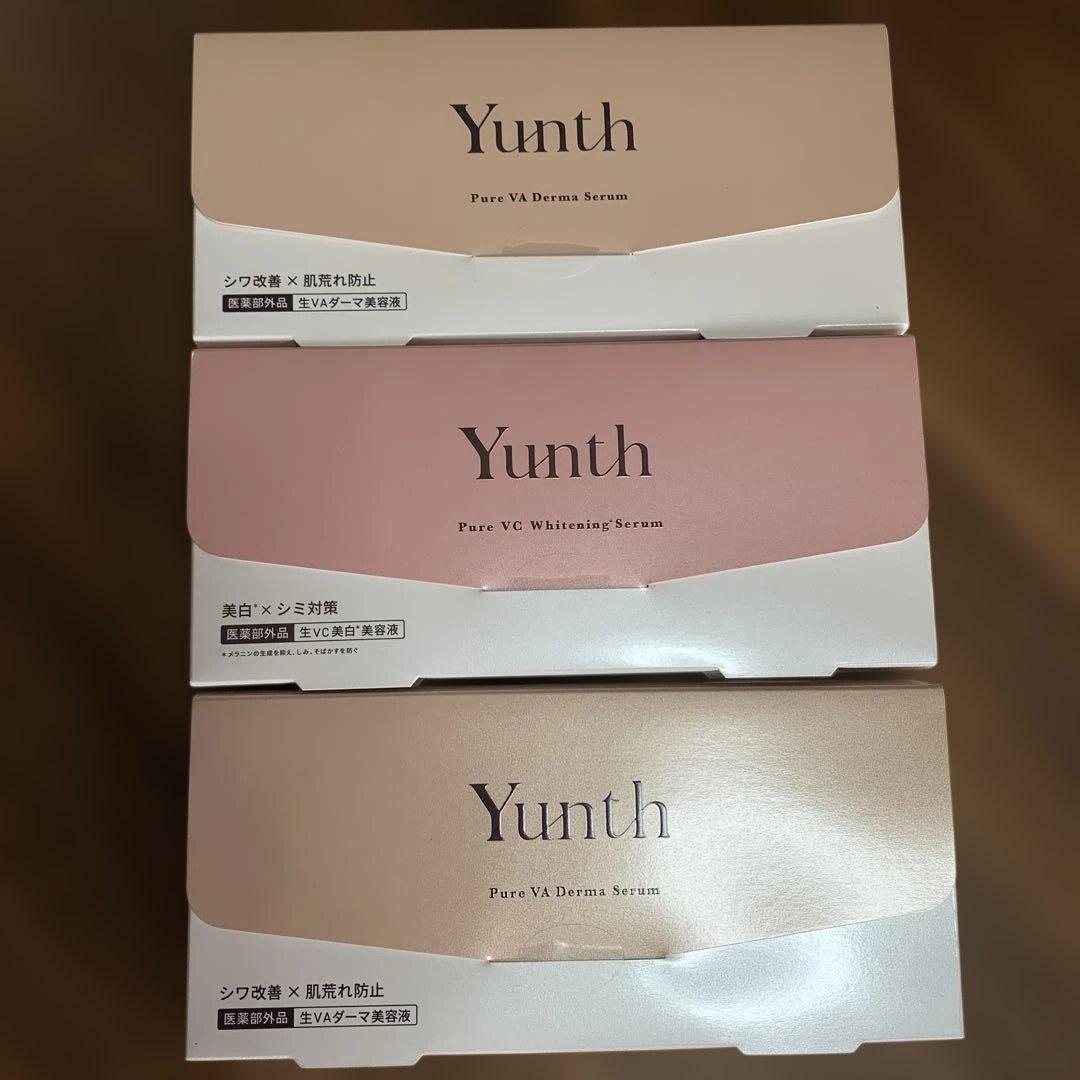 Yunth
Pure VA Derma Serum
シワ改善 × 肌荒れ防止
医薬部外品 生VAダーマ美容液
Yunth
Pure VC Whitening* Serum
美白*× シミ対策
医薬部外品 生VC美白*美容液
*メラニンの生成を抑え、しみ、そばかすを防ぐ
Yunth
Pure VA Derma Serum
シワ改善 × 肌荒れ防止
医薬部外品 生VAダーマ美容液